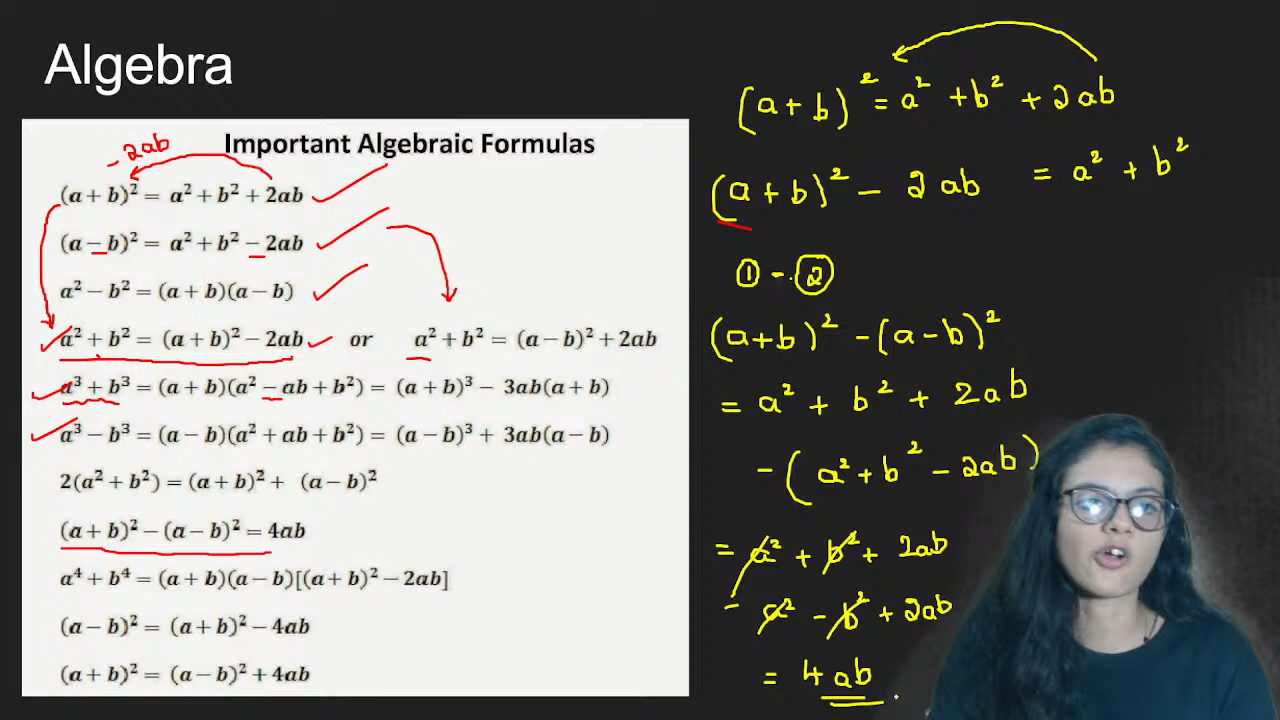 Algebra
Important Algebraic Formulas
- 2ab
(a + b)² = a² + b² + 2ab
(a − b)² = a² + b² − 2ab
a² − b² = (a + b)(a − b)
a² + b² = (a + b)² − 2ab or a² + b² = (a − b)² + 2ab
a³ + b³ = (a + b)(a² − ab + b²) = (a + b)³ − 3ab(a + b)
a³ − b³ = (a − b)(a² + ab + b²) = (a − b)³ + 3ab(a − b)
2(a² + b²) = (a + b)² + (a − b)²
(a + b)² − (a − b)² = 4ab
a⁴ + b⁴ = (a + b)(a − b)[(a + b)² − 2ab]
(a − b)² = (a + b)² − 4ab
(a + b)² = (a − b)² + 4ab
(a + b)² = a² + b² + 2ab
(a + b)² − 2ab = a² + b²
① - ②
(a+b)² - (a-b)²
= a² + b² + 2ab
- (a² + b² - 2ab)
= a² + b² + 2ab
- a² - b² + 2ab
= 4ab